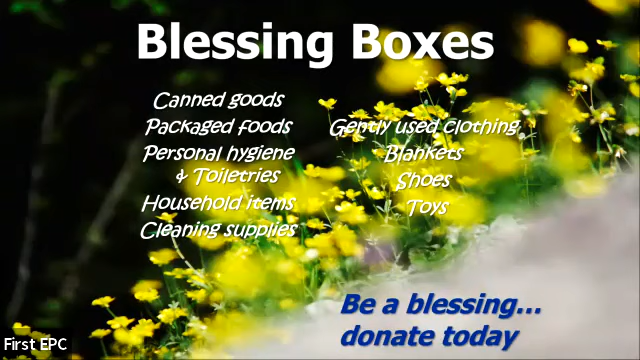 Blessing Boxes
Canned goods
Packaged foods
Personal hygiene
& Toiletries
Household items
Cleaning supplies
Gently used clothing
Blankets
Shoes
Toys
Be a blessing...
donate today
First EPC